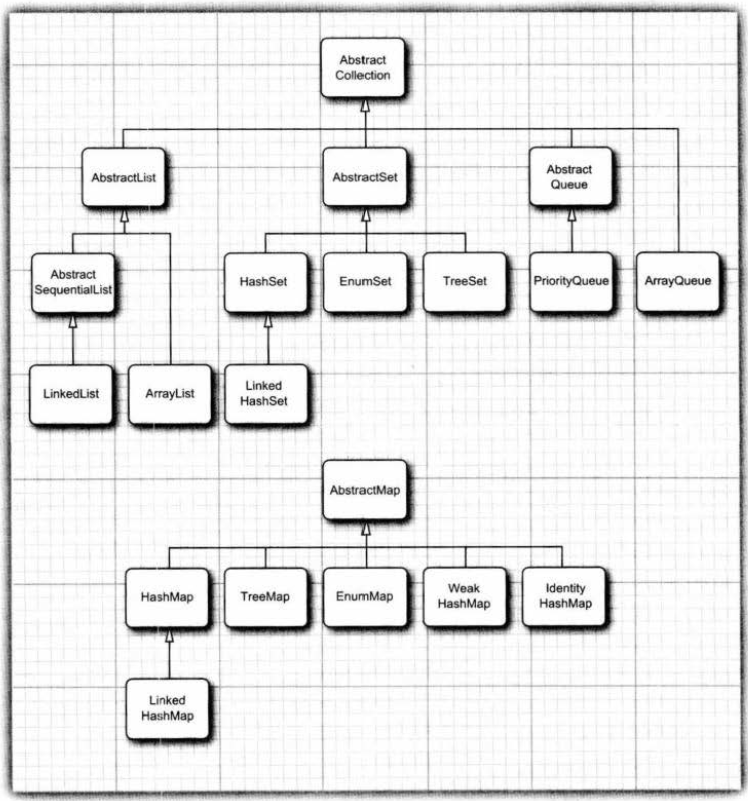 Abstract
Collection
AbstractList
AbstractSet
Abstract
Queue
Abstract
SequentialList
HashSet
EnumSet
TreeSet
PriorityQueue
ArrayQueue
LinkedList
ArrayList
Linked
HashSet
AbstractMap
HashMap
TreeMap
EnumMap
Weak
HashMap
Identity
HashMap
Linked
HashMap